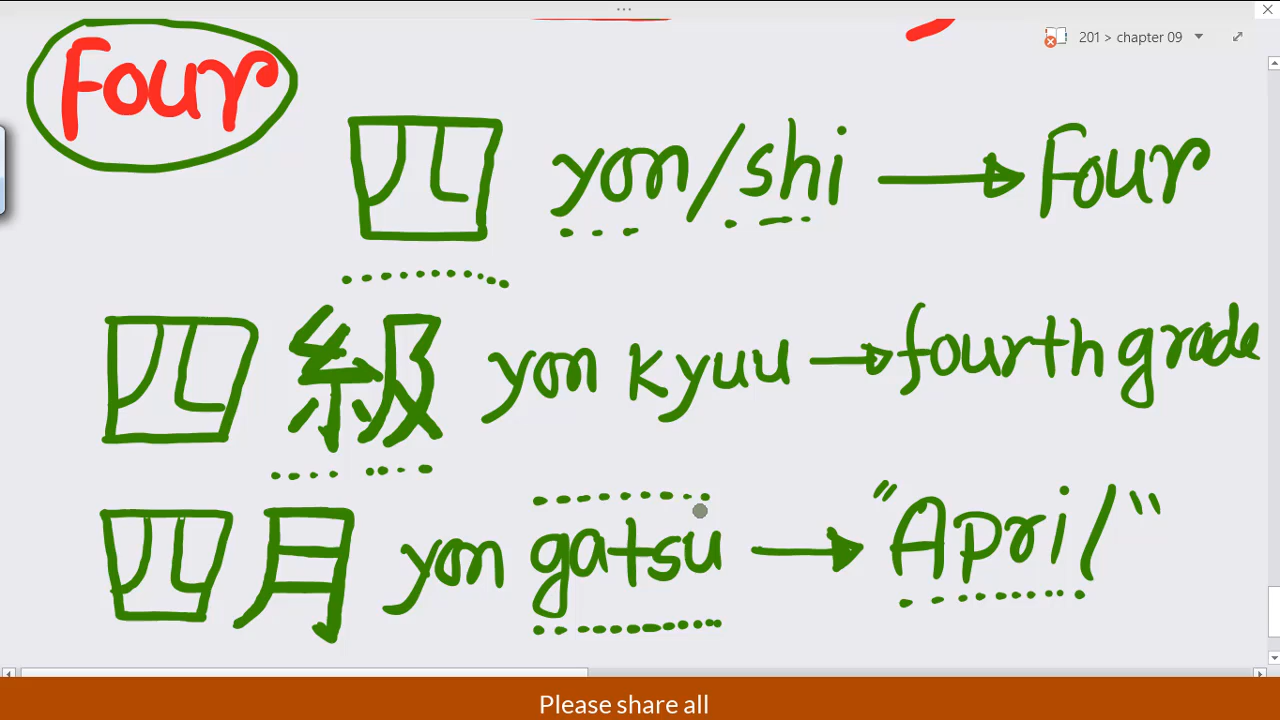 201 > chapter 09
Four
四 yon/shi → Four
四級 yon kyuu → fourth grade
四月 yon gatsu → "April"
Please share all